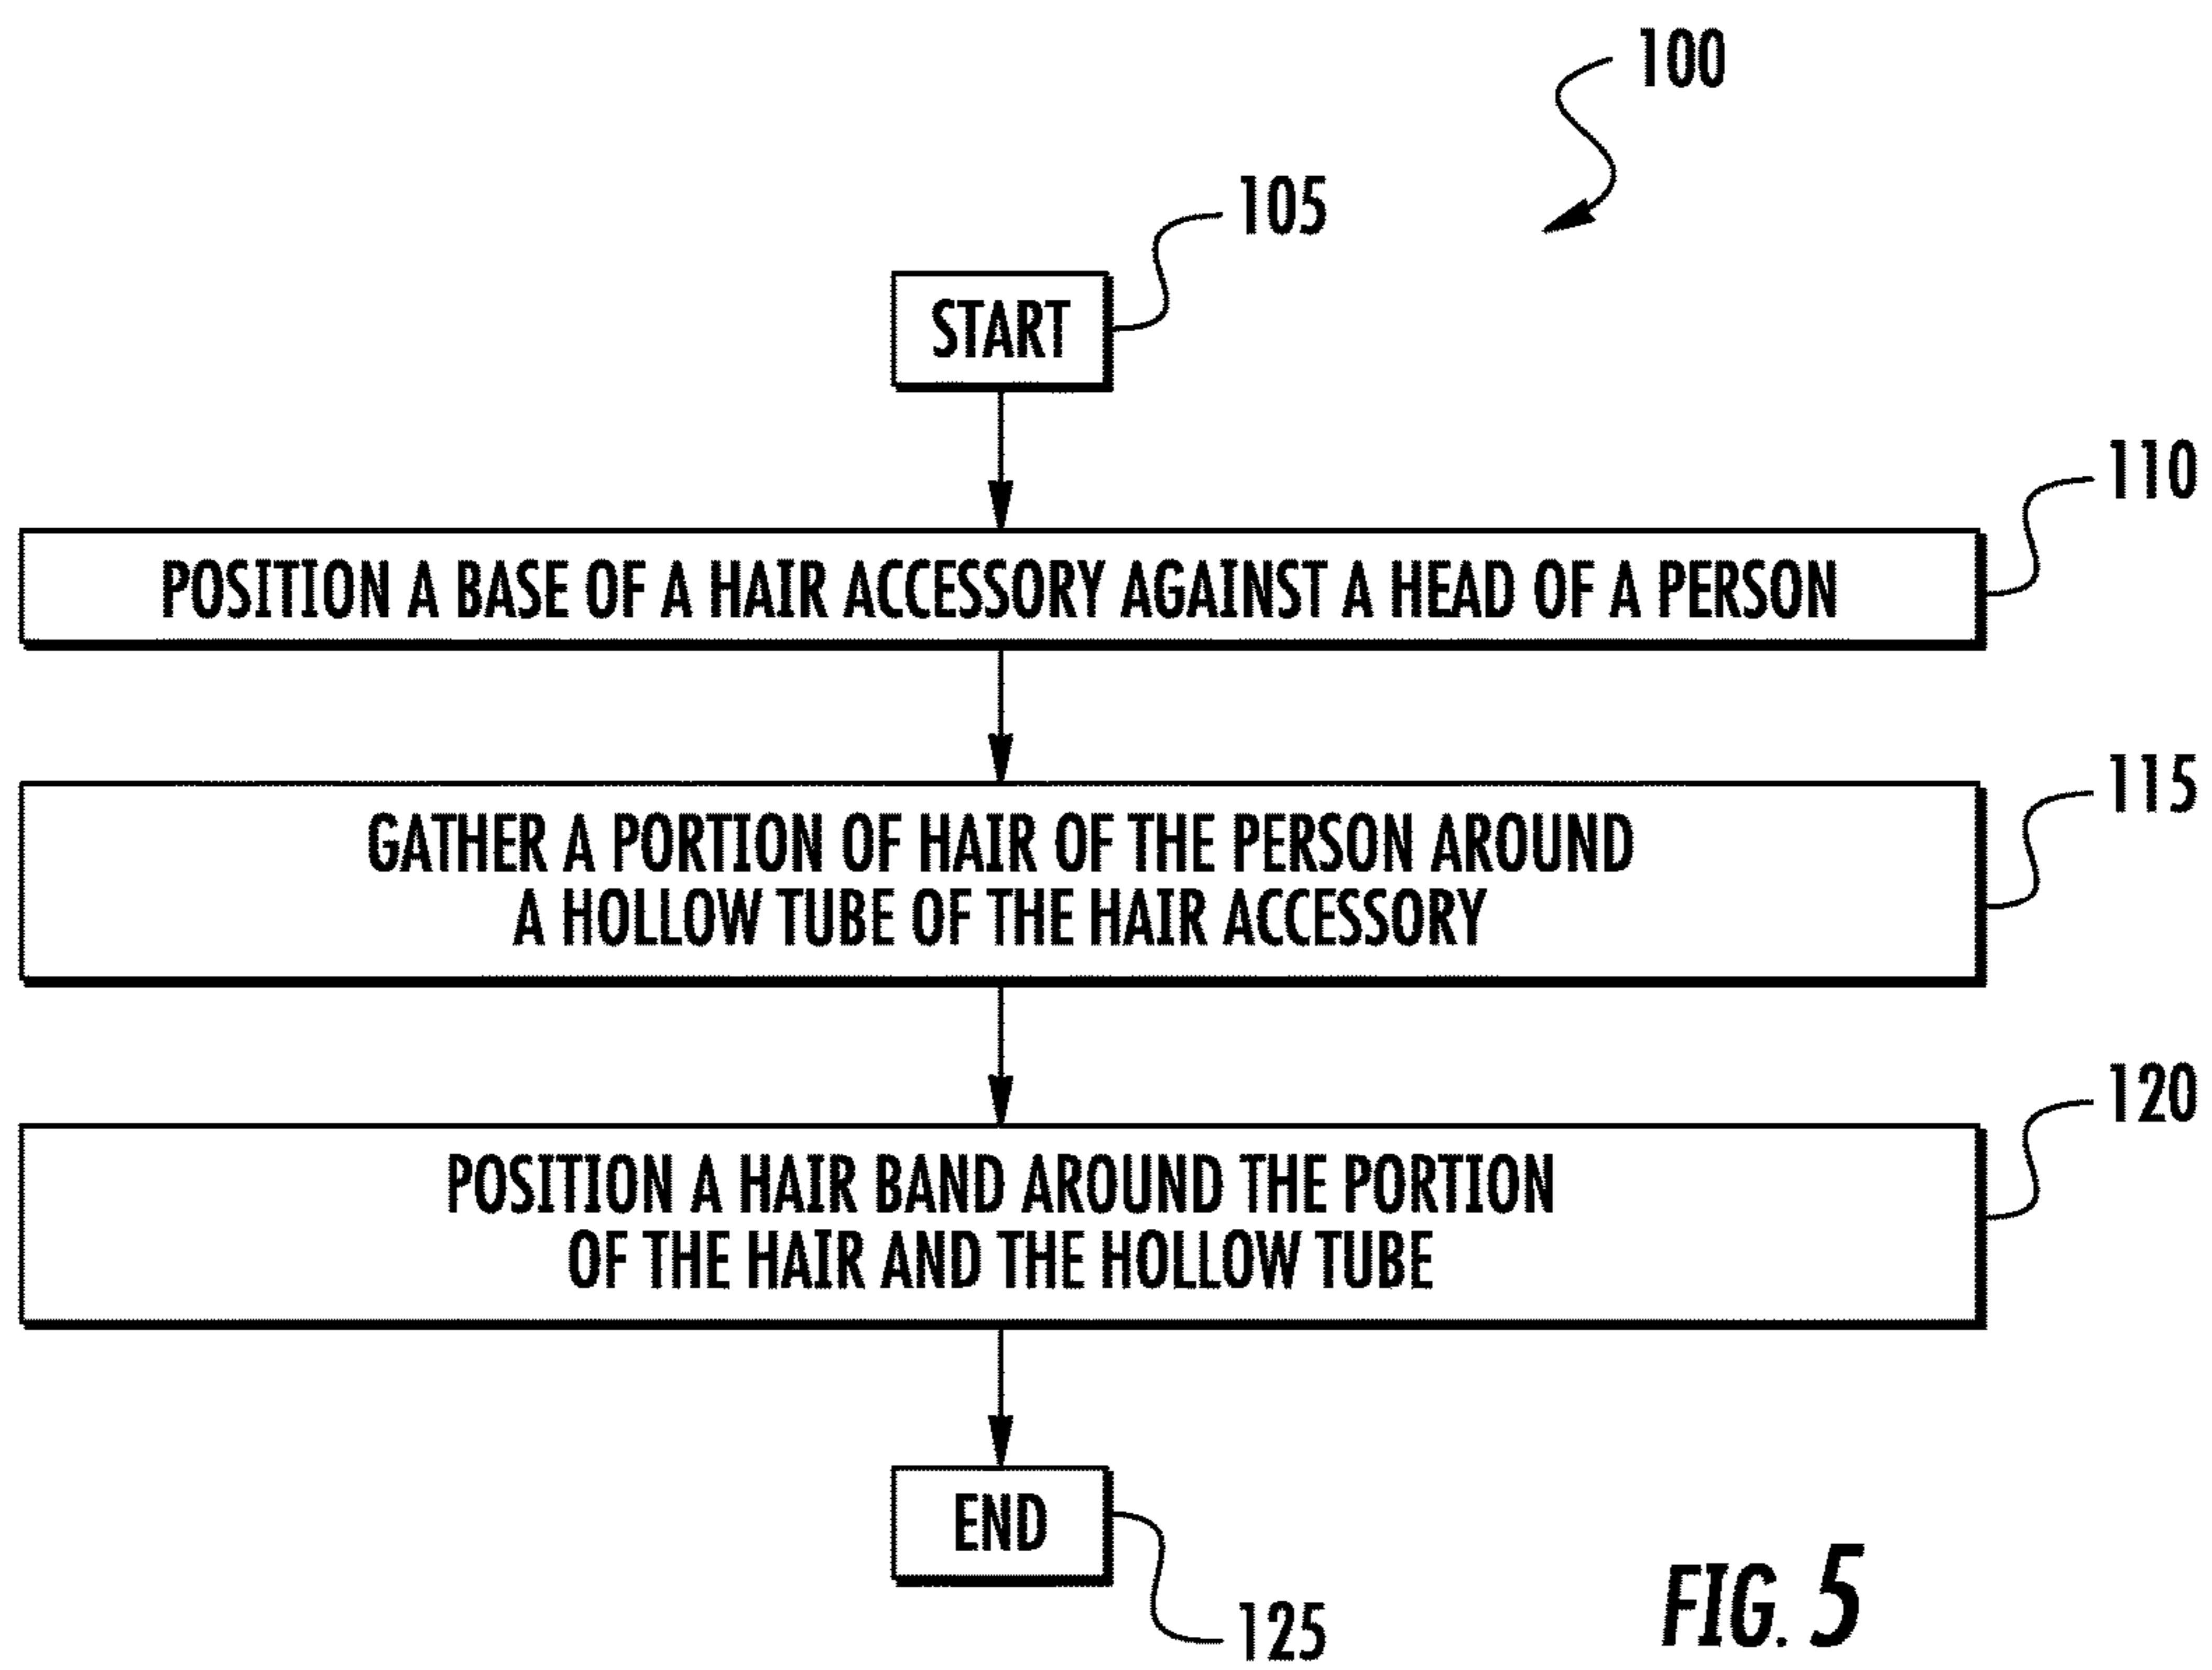 100
105
START
110
POSITION A BASE OF A HAIR ACCESSORY AGAINST A HEAD OF A PERSON
115
GATHER A PORTION OF HAIR OF THE PERSON AROUND
A HOLLOW TUBE OF THE HAIR ACCESSORY
120
POSITION A HAIR BAND AROUND THE PORTION
OF THE HAIR AND THE HOLLOW TUBE
END
125
FIG. 5